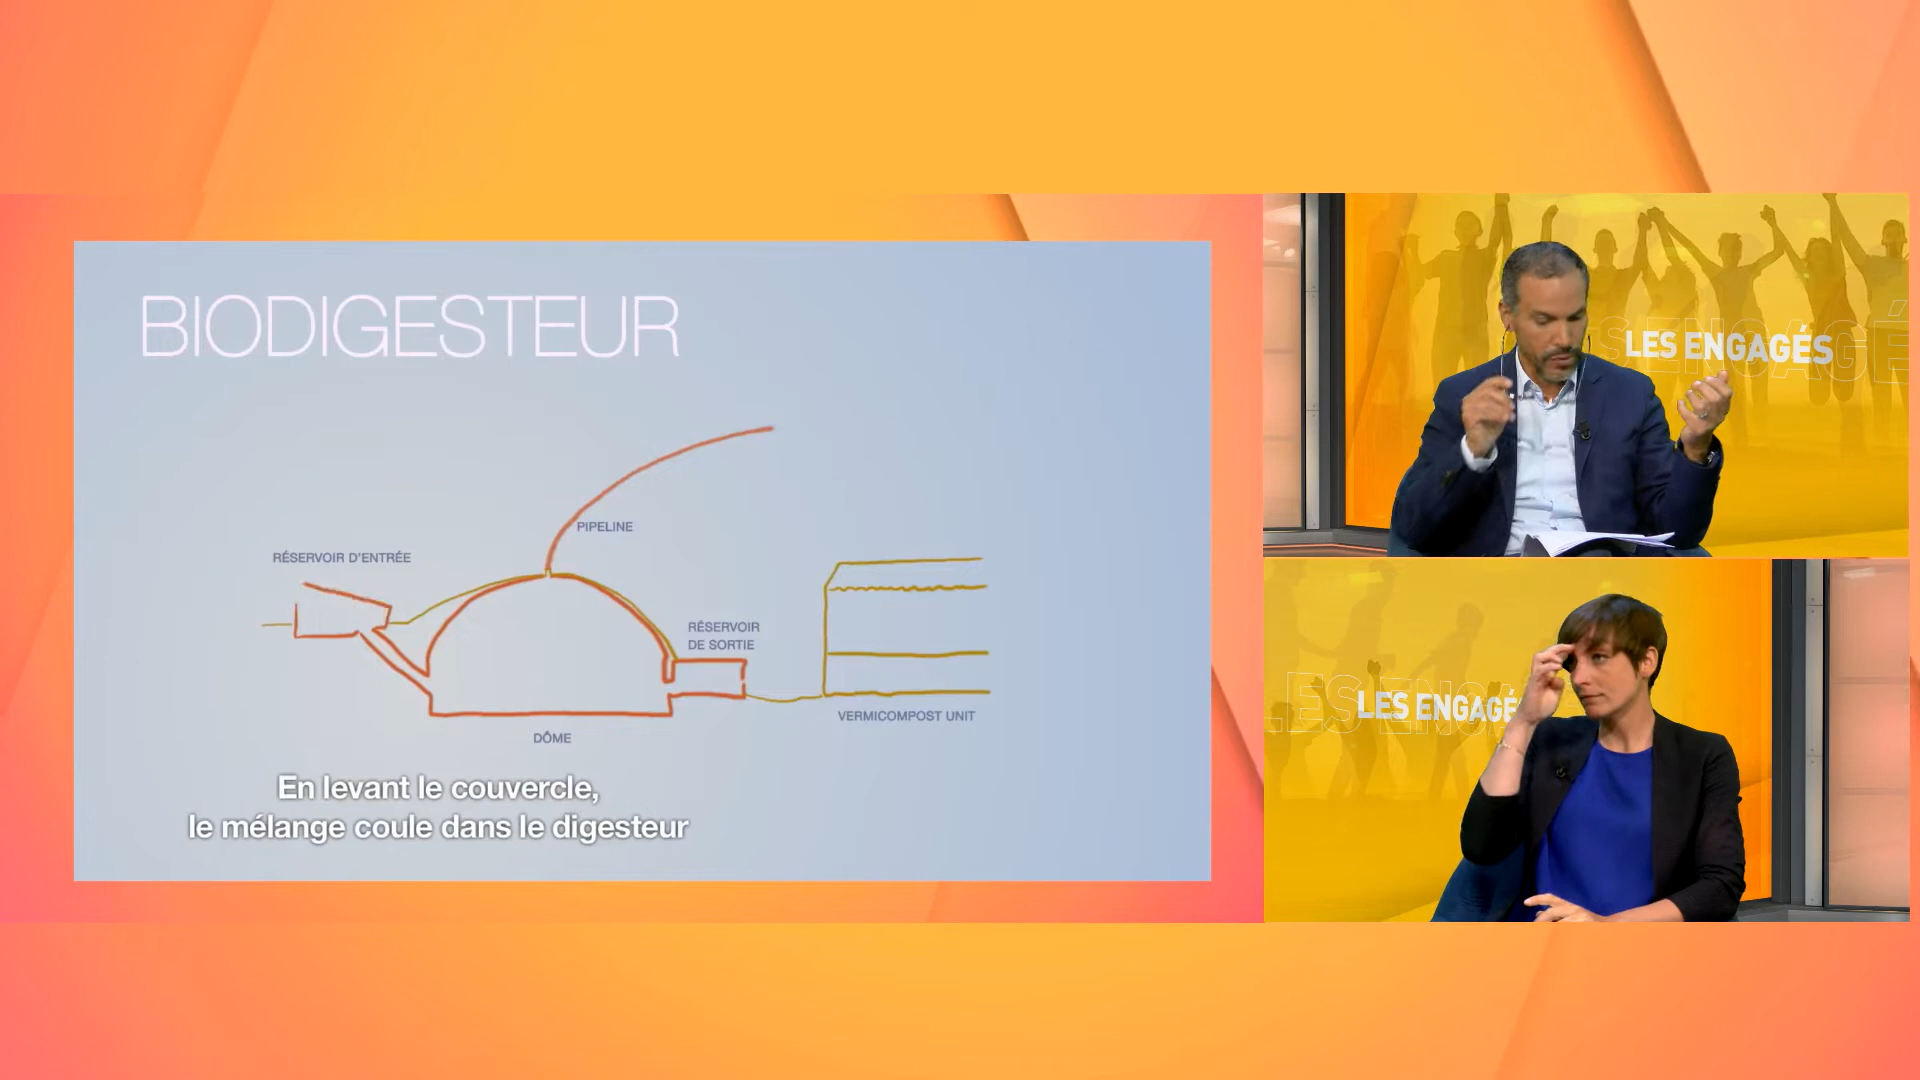 BIODIGESTEUR
PIPELINE
RÉSERVOIR D'ENTRÉE
RÉSERVOIR
DE SORTIE
VERMICOMPOST UNIT
DÔME
En levant le couvercle,
le mélange coule dans le digesteur
LES ENGAGÉS
LES ENGAGÉ